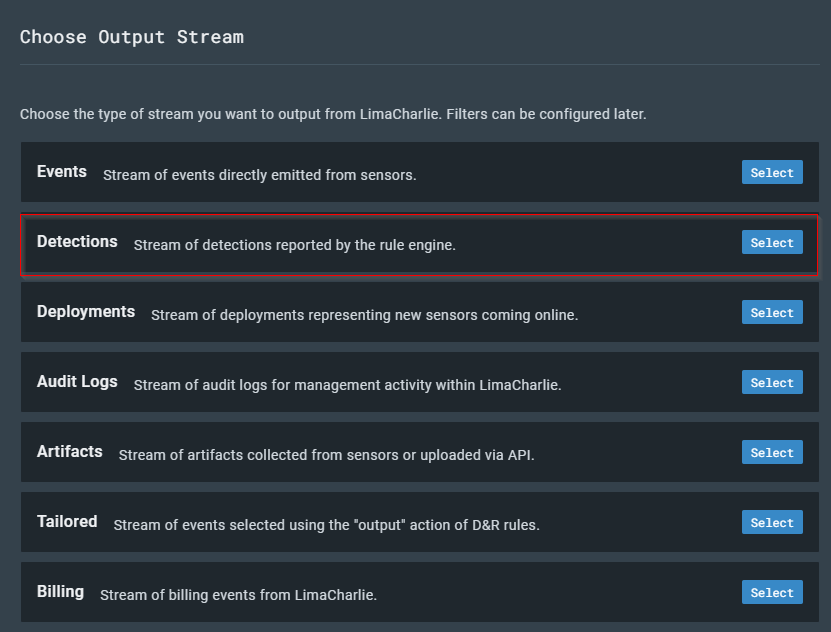 Choose Output Stream
Choose the type of stream you want to output from LimaCharlie. Filters can be configured later.
Events Stream of events directly emitted from sensors. Select
Detections Stream of detections reported by the rule engine. Select
Deployments Stream of deployments representing new sensors coming online. Select
Audit Logs Stream of audit logs for management activity within LimaCharlie. Select
Artifacts Stream of artifacts collected from sensors or uploaded via API. Select
Tailored Stream of events selected using the "output" action of D&R rules. Select
Billing Stream of billing events from LimaCharlie. Select